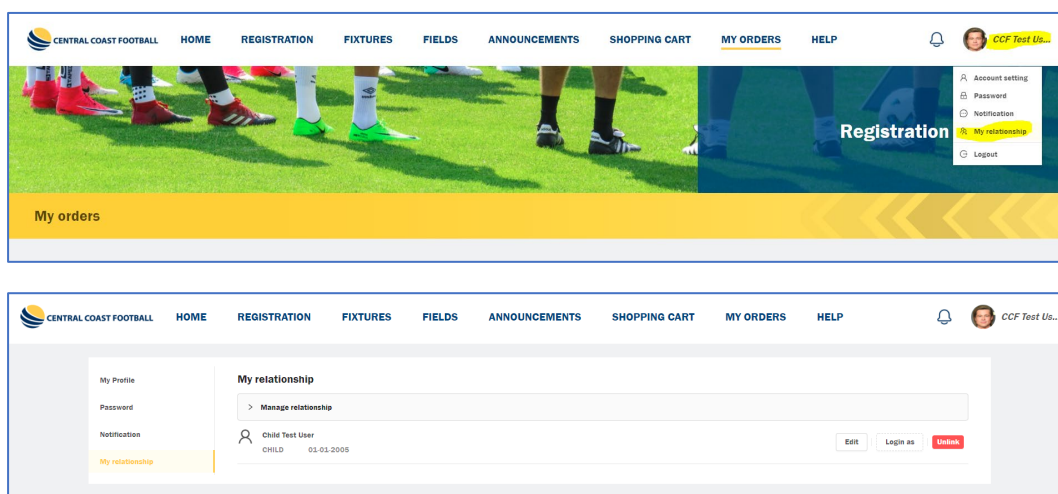 CENTRAL COAST FOOTBALL HOME REGISTRATION FIXTURES FIELDS ANNOUNCEMENTS SHOPPING CART MY ORDERS HELP CCF Test Us...
Account setting
Password
Notification
Registration
My relationship
Logout
My orders
CENTRAL COAST FOOTBALL HOME REGISTRATION FIXTURES FIELDS ANNOUNCEMENTS SHOPPING CART MY ORDERS HELP CCF Test Us..
My Profile
Password
Notification
My relationship
My relationship
> Manage relationship
Child Test User
CHILD 01-01-2005
Edit Login as Unlink